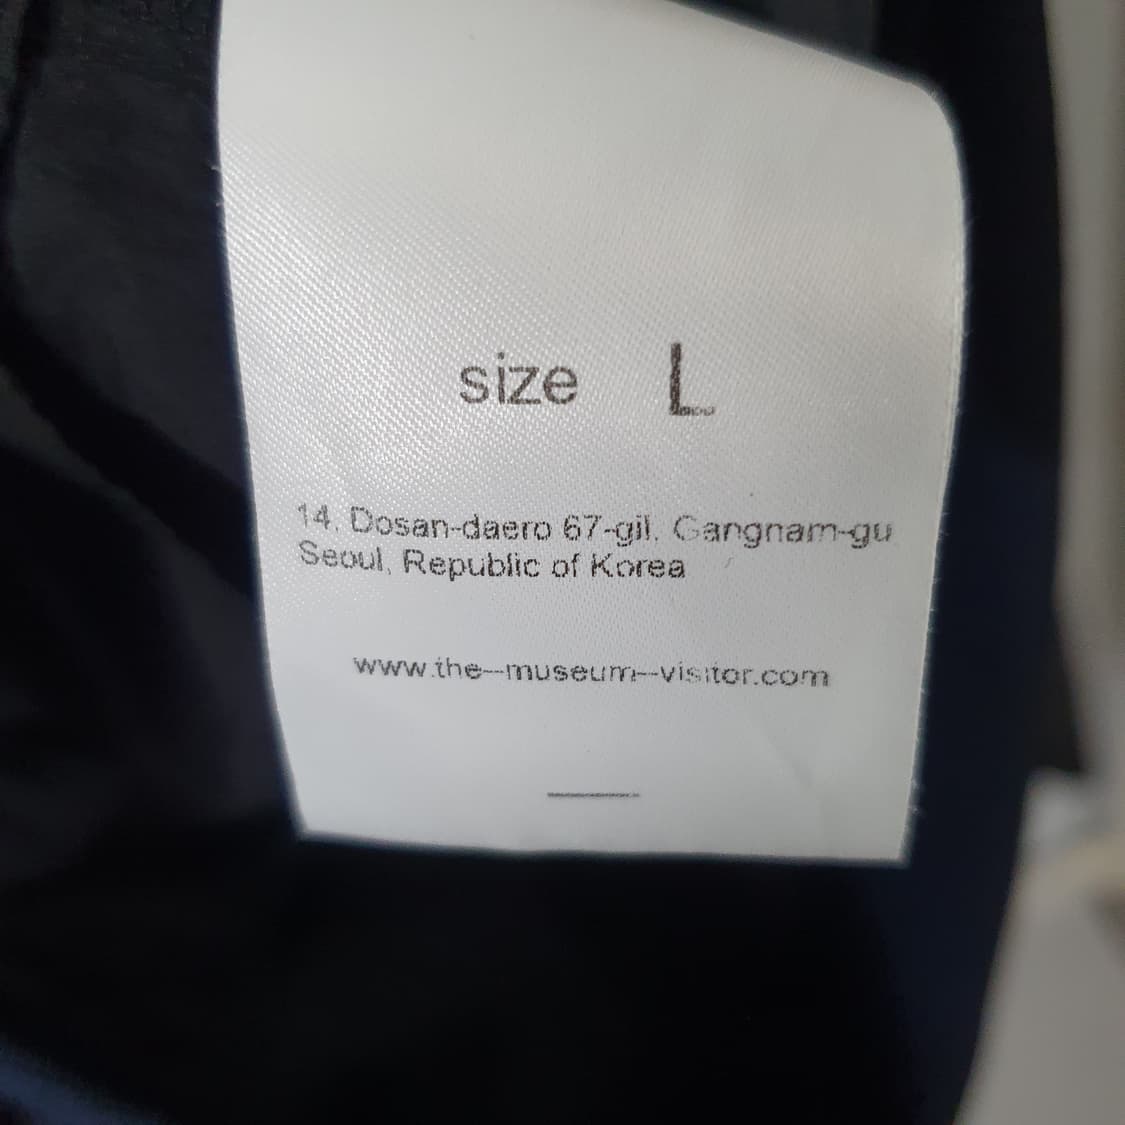 size L
14, Dosan-daero 67-gil, Gangnam-gu
Seoul, Republic of Korea
www.the--museum--visitor.com